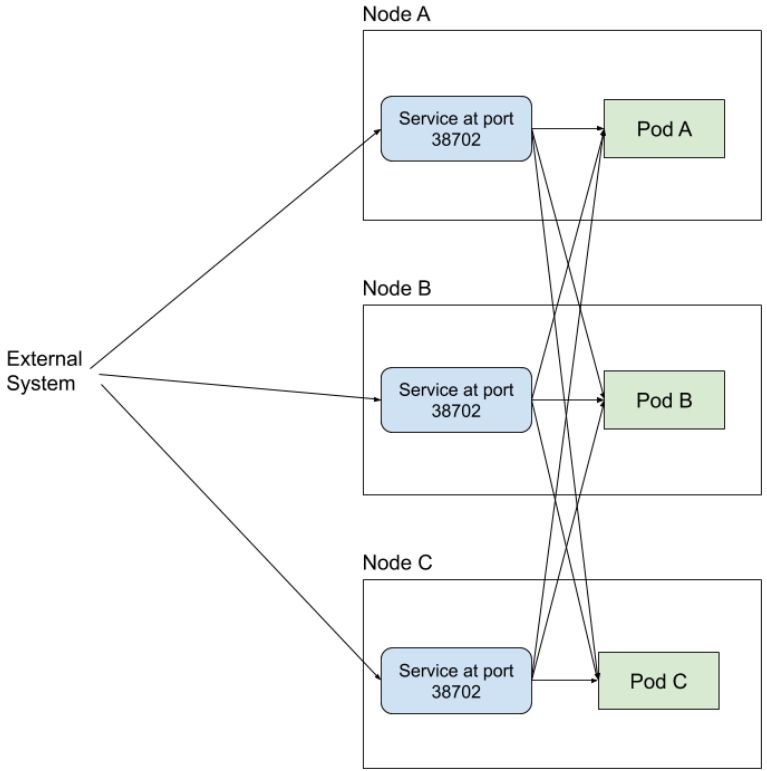 Node A
Service at port
38702
Pod A
Node B
External
System
Service at port
38702
Pod B
Node C
Service at port
38702
Pod C